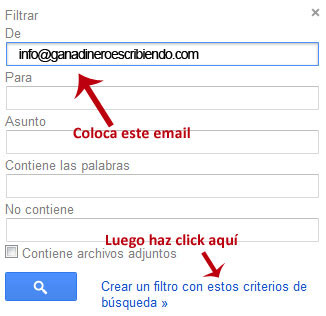 Filtrar
×
De
info@ganadineroescribiendo.com
Coloca este email
Para
Asunto
Contiene las palabras
No contiene
Luego haz click aquí
Contiene archivos adjuntos
Crear un filtro con estos criterios de
búsqueda »